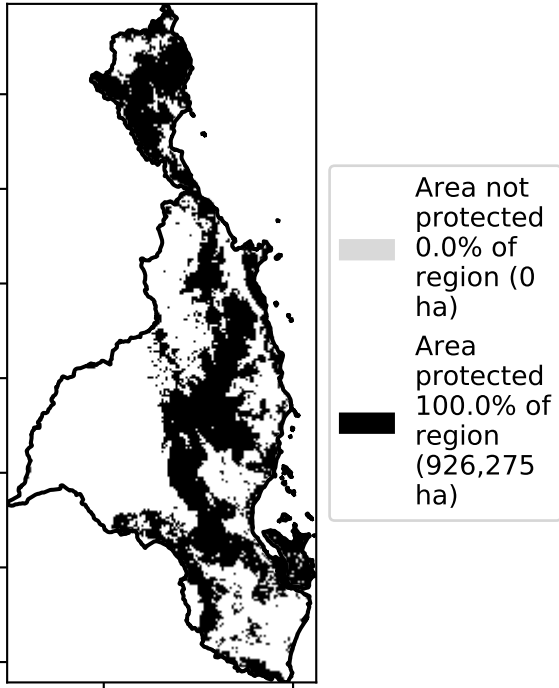 Area not
protected
0.0% of
region (0
ha)
Area
protected
100.0% of
region
(926,275
ha)